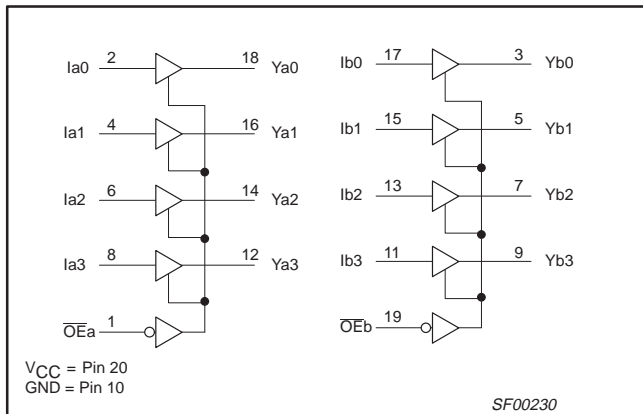 Ia0 2 18 Ya0
Ia1 4 16 Ya1
Ia2 6 14 Ya2
Ia3 8 12 Ya3
O̅E̅a 1
VCC = Pin 20
GND = Pin 10
Ib0 17 3 Yb0
Ib1 15 5 Yb1
Ib2 13 7 Yb2
Ib3 11 9 Yb3
O̅E̅b 19
SF00230